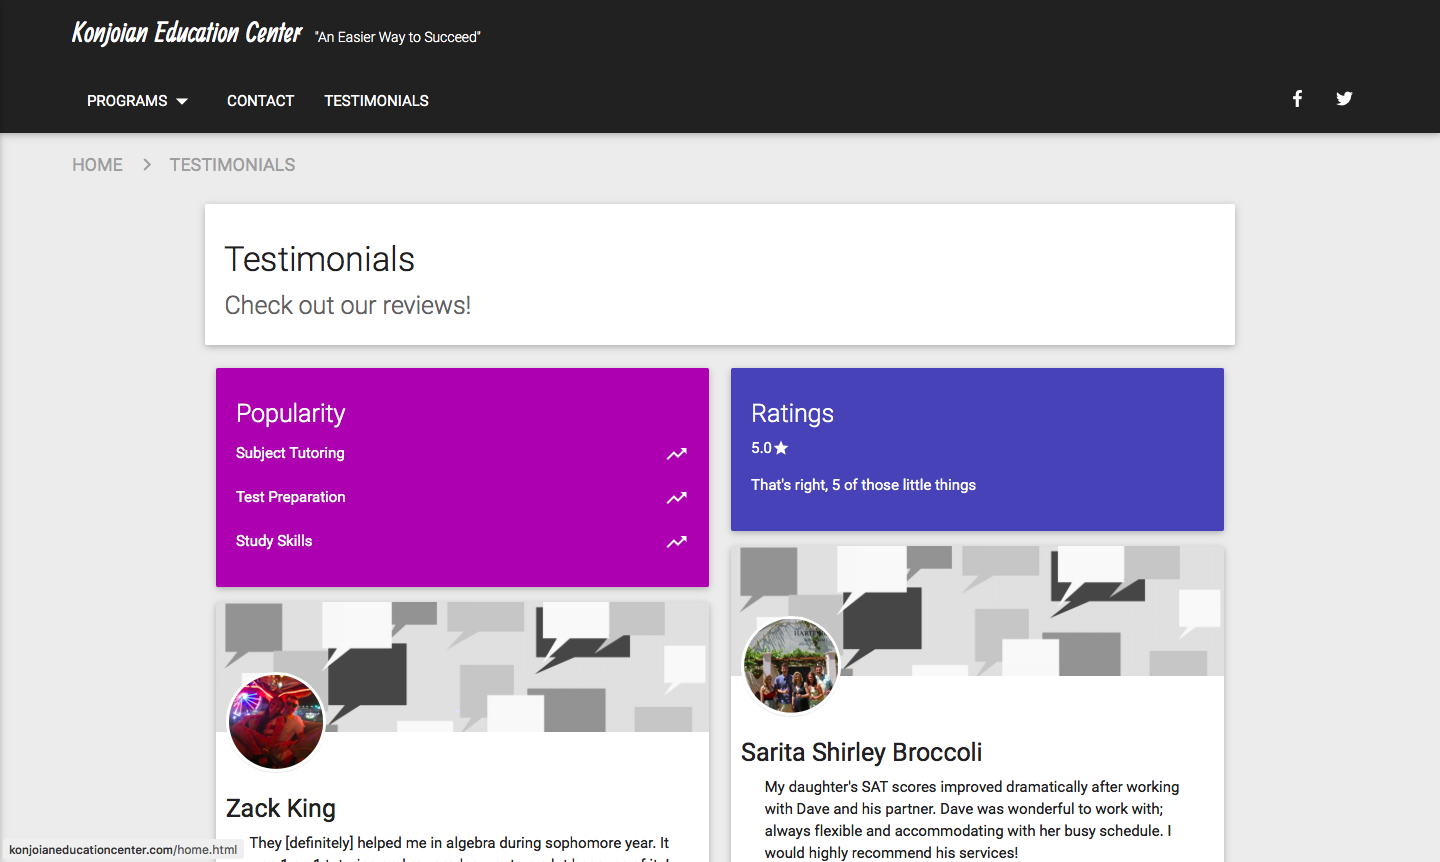 Konjoian Education Center "An Easier Way to Succeed"
PROGRAMS CONTACT TESTIMONIALS
HOME TESTIMONIALS
Testimonials
Check out our reviews!
Popularity
Subject Tutoring
Test Preparation
Study Skills
Ratings
5.0
That's right, 5 of those little things
Zack King
They [definitely] helped me in algebra during sophomore year. It
Sarita Shirley Broccoli
My daughter's SAT scores improved dramatically after working
with Dave and his partner. Dave was wonderful to work with;
always flexible and accommodating with her busy schedule. I
would highly recommend his services!
konjoianeducationcenter.com/home.html